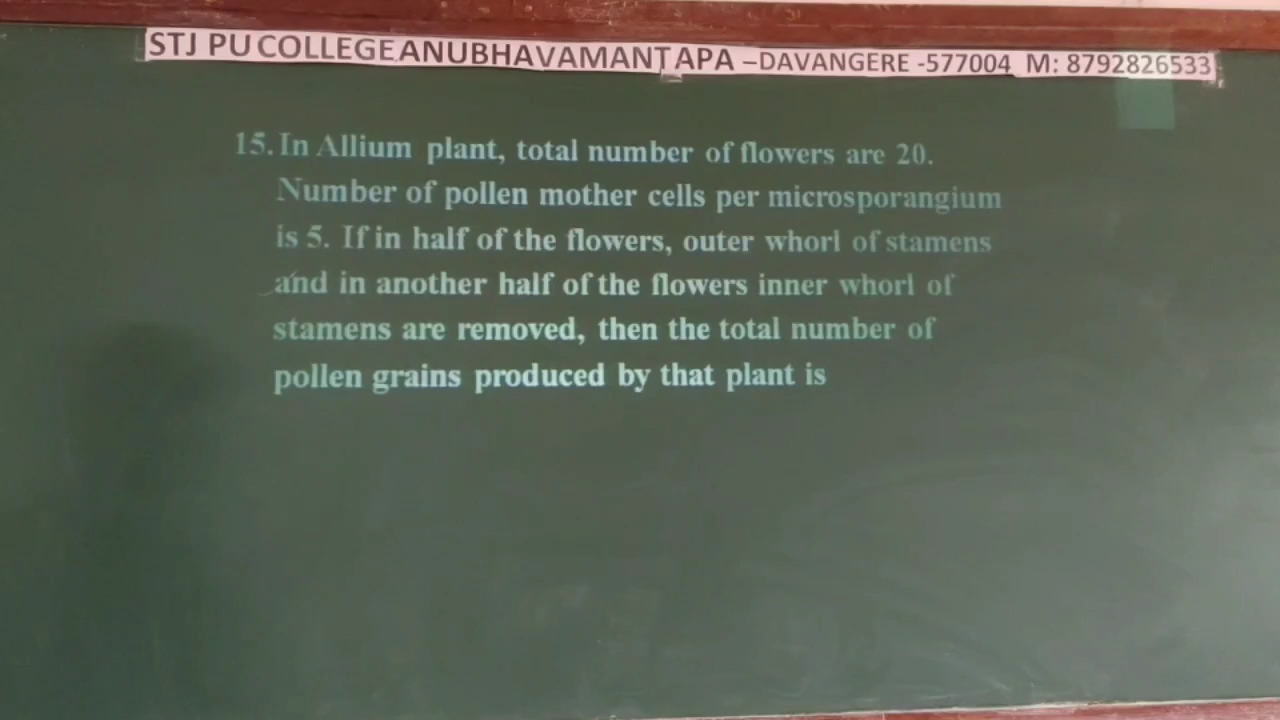 STJ PU COLLEGE ANUBHAVAMANTAPA –DAVANGERE -577004 M: 8792826533
15. In Allium plant, total number of flowers are 20.
Number of pollen mother cells per microsporangium
is 5. If in half of the flowers, outer whorl of stamens
and in another half of the flowers inner whorl of
stamens are removed, then the total number of
pollen grains produced by that plant is